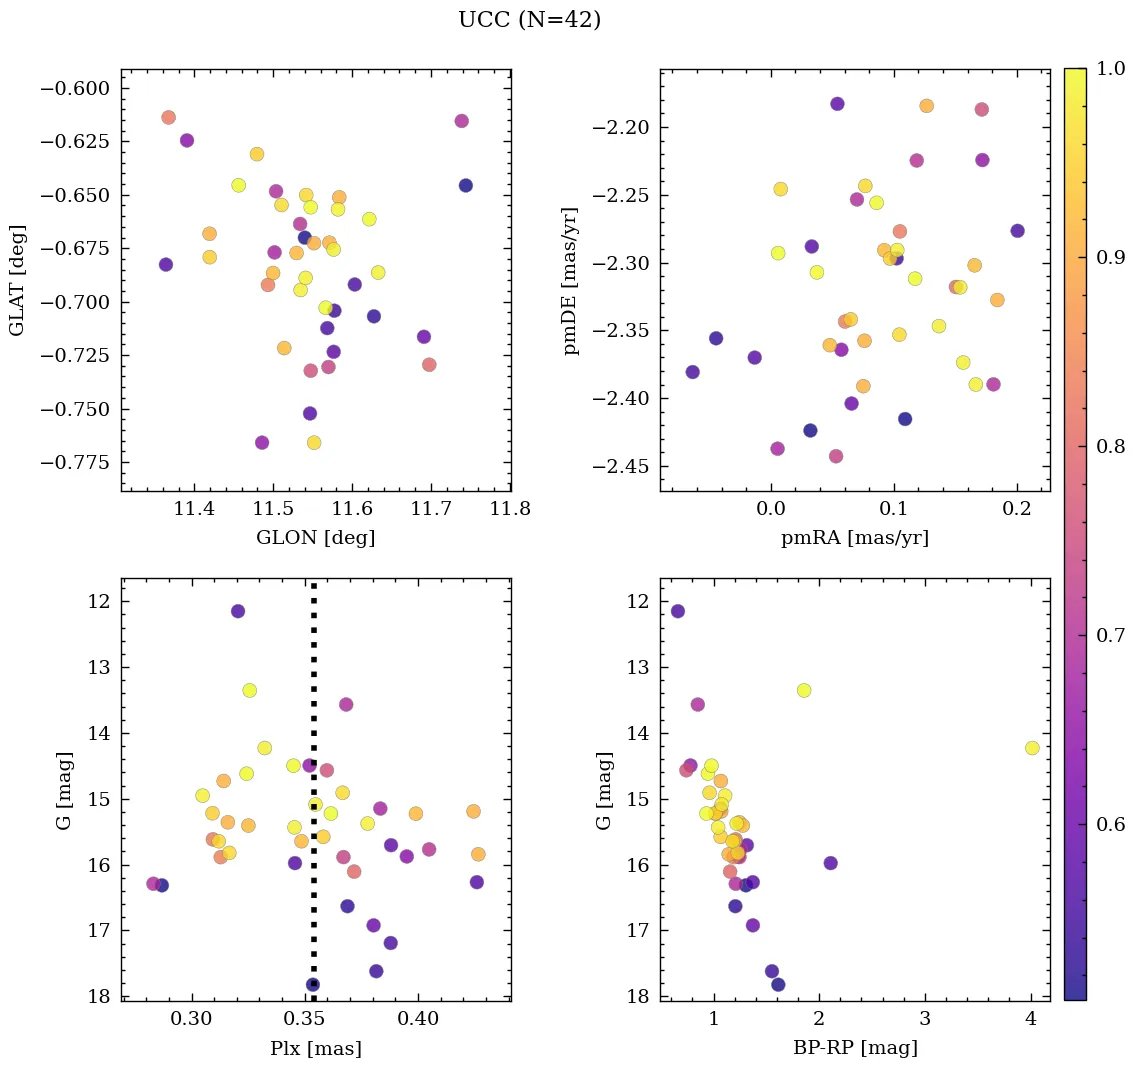 UCC (N=42)
−0.600
−0.625
−0.650
−0.675
−0.700
−0.725
−0.750
−0.775
GLAT [deg]
11.4 11.5 11.6 11.7 11.8
GLON [deg]
−2.20
−2.25
−2.30
−2.35
−2.40
−2.45
pmDE [mas/yr]
0.0 0.1 0.2
pmRA [mas/yr]
1.0
0.9
0.8
0.7
0.6
12
13
14
15
16
17
18
G [mag]
0.30 0.35 0.40
Plx [mas]
12
13
14
15
16
17
18
G [mag]
1 2 3 4
BP-RP [mag]